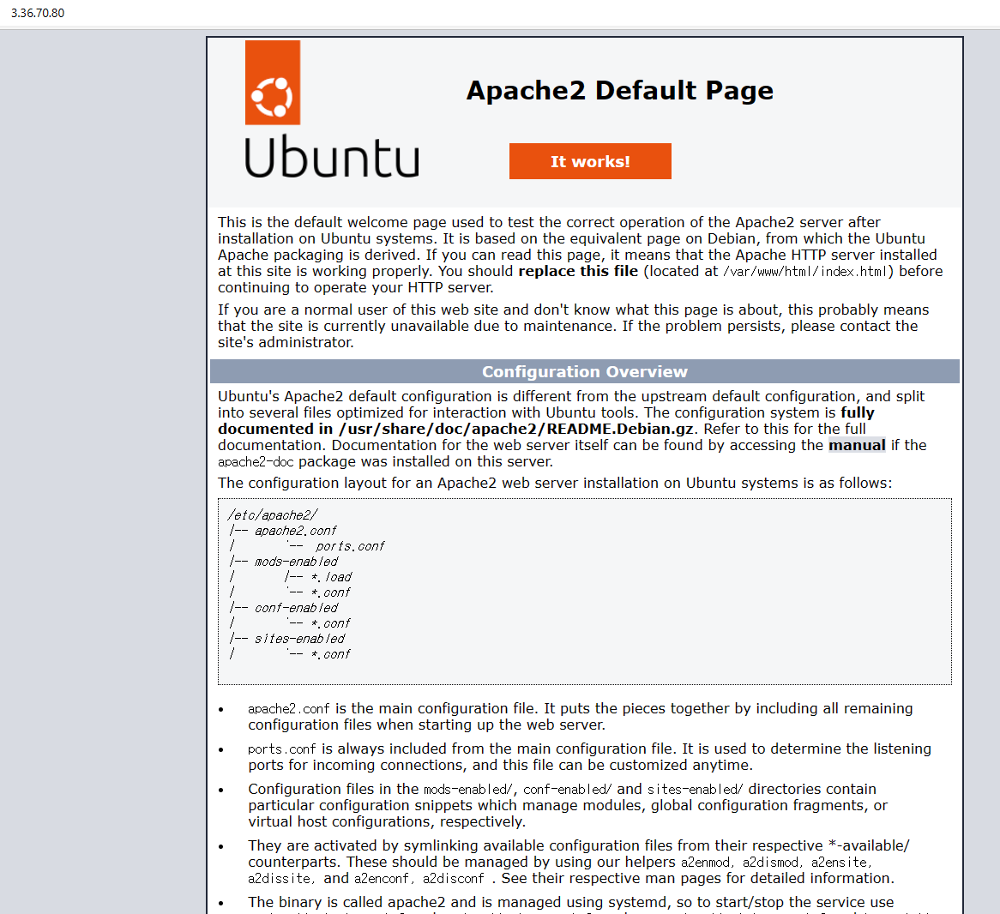 3.36.70.80
Apache2 Default Page
Ubuntu
It works!
This is the default welcome page used to test the correct operation of the Apache2 server after
installation on Ubuntu systems. It is based on the equivalent page on Debian, from which the Ubuntu
Apache packaging is derived. If you can read this page, it means that the Apache HTTP server installed
at this site is working properly. You should replace this file (located at /var/www/html/index.html) before
continuing to operate your HTTP server.
If you are a normal user of this web site and don't know what this page is about, this probably means
that the site is currently unavailable due to maintenance. If the problem persists, please contact the
site's administrator.
Configuration Overview
Ubuntu's Apache2 default configuration is different from the upstream default configuration, and split
into several files optimized for interaction with Ubuntu tools. The configuration system is fully
documented in /usr/share/doc/apache2/README.Debian.gz. Refer to this for the full
documentation. Documentation for the web server itself can be found by accessing the manual if the
apache2-doc package was installed on this server.
The configuration layout for an Apache2 web server installation on Ubuntu systems is as follows:
/etc/apache2/
|-- apache2.conf
|       `--  ports.conf
|-- mods-enabled
|       |-- *.load
|       `-- *.conf
|-- conf-enabled
|       `-- *.conf
|-- sites-enabled
|       `-- *.conf
• apache2.conf is the main configuration file. It puts the pieces together by including all remaining
configuration files when starting up the web server.
• ports.conf is always included from the main configuration file. It is used to determine the listening
ports for incoming connections, and this file can be customized anytime.
• Configuration files in the mods-enabled/, conf-enabled/ and sites-enabled/ directories contain
particular configuration snippets which manage modules, global configuration fragments, or
virtual host configurations, respectively.
• They are activated by symlinking available configuration files from their respective *-available/
counterparts. These should be managed by using our helpers a2enmod, a2dismod, a2ensite,
a2dissite, and a2enconf, a2disconf . See their respective man pages for detailed information.
• The binary is called apache2 and is managed using systemd, so to start/stop the service use